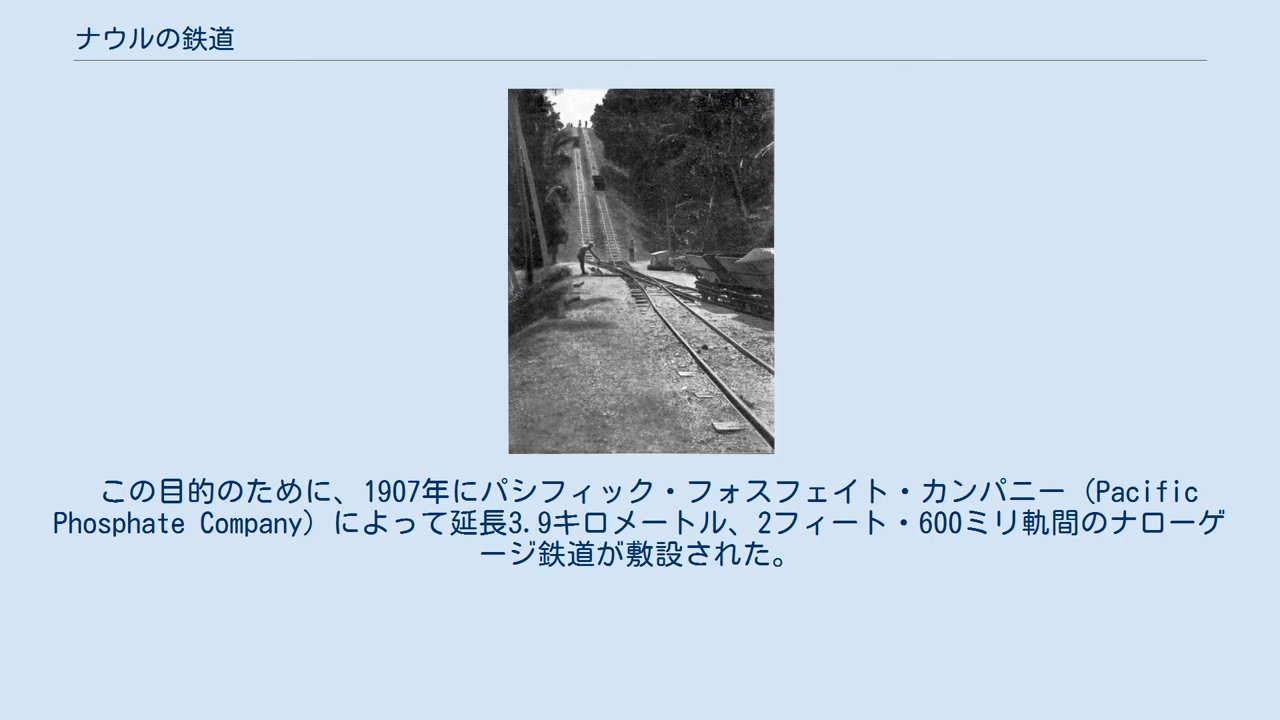 ナウルの鉄道
この目的のために、1907年にパシフィック・フォスフェイト・カンパニー（Pacific
Phosphate Company）によって延長3.9キロメートル、2フィート・600ミリ軌間のナローゲ
ージ鉄道が敷設された。